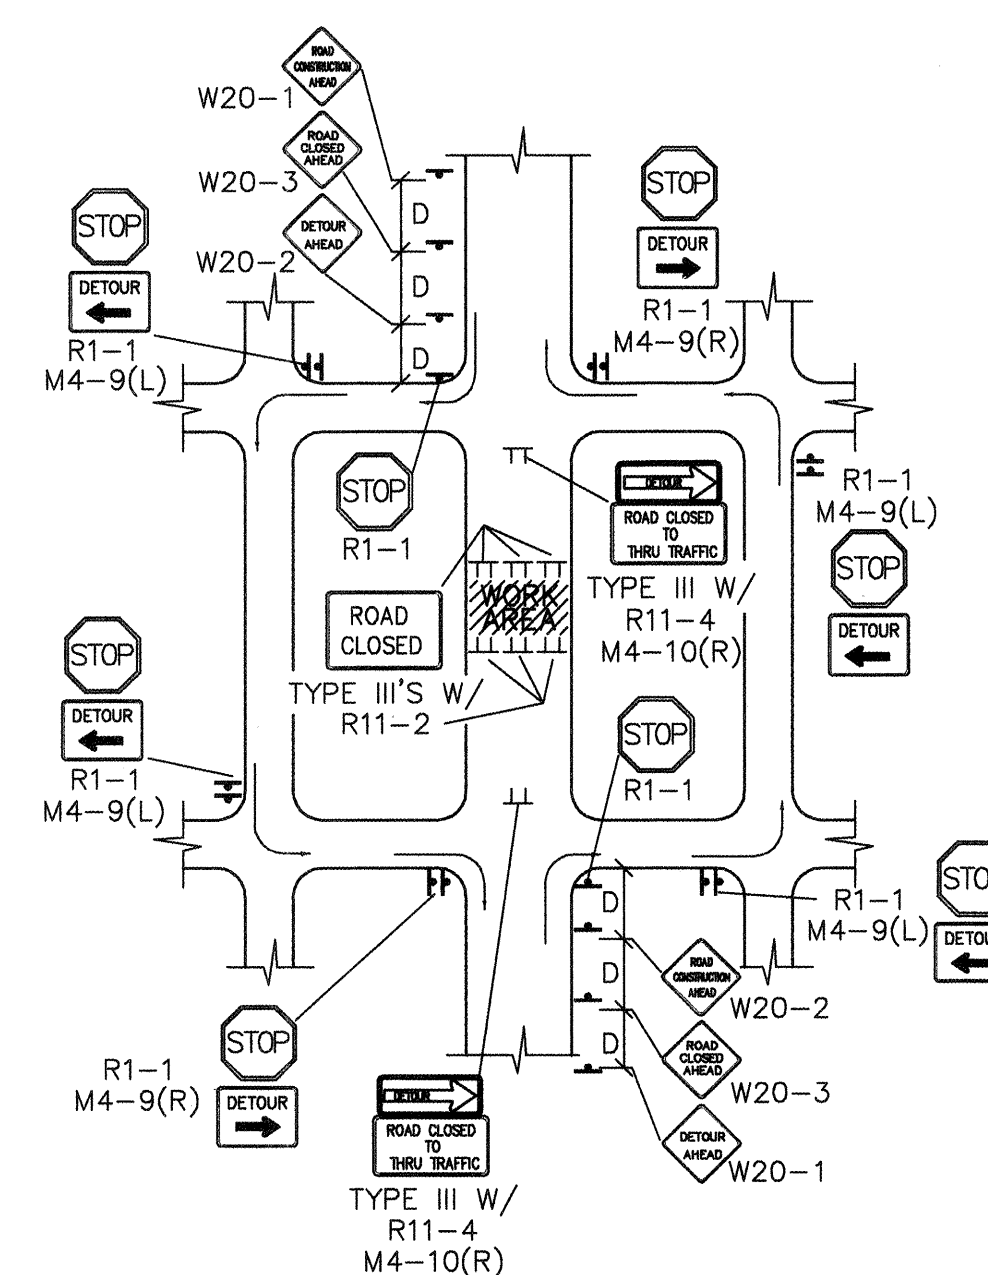 ROAD
CONSTRUCTION
AHEAD
W20-1
ROAD
CLOSED
AHEAD
W20-3
DETOUR
AHEAD
W20-2
D
D
D
STOP
DETOUR
R1-1
M4-9(L)
STOP
DETOUR
R1-1
M4-9(R)
STOP
R1-1
DETOUR
ROAD CLOSED
TO
THRU TRAFFIC
TYPE III W/
R11-4
M4-10(R)
R1-1
M4-9(L)
STOP
DETOUR
WORK
AREA
ROAD
CLOSED
TYPE III'S W/
R11-2
STOP
DETOUR
R1-1
M4-9(L)
STOP
R1-1
R1-1
M4-9(L)
STO
DETOU
D
D
D
ROAD
CONSTRUCTION
AHEAD
W20-2
ROAD
CLOSED
AHEAD
W20-3
DETOUR
AHEAD
W20-1
STOP
R1-1
M4-9(R)
DETOUR
DETOUR
ROAD CLOSED
TO
THRU TRAFFIC
TYPE III W/
R11-4
M4-10(R)